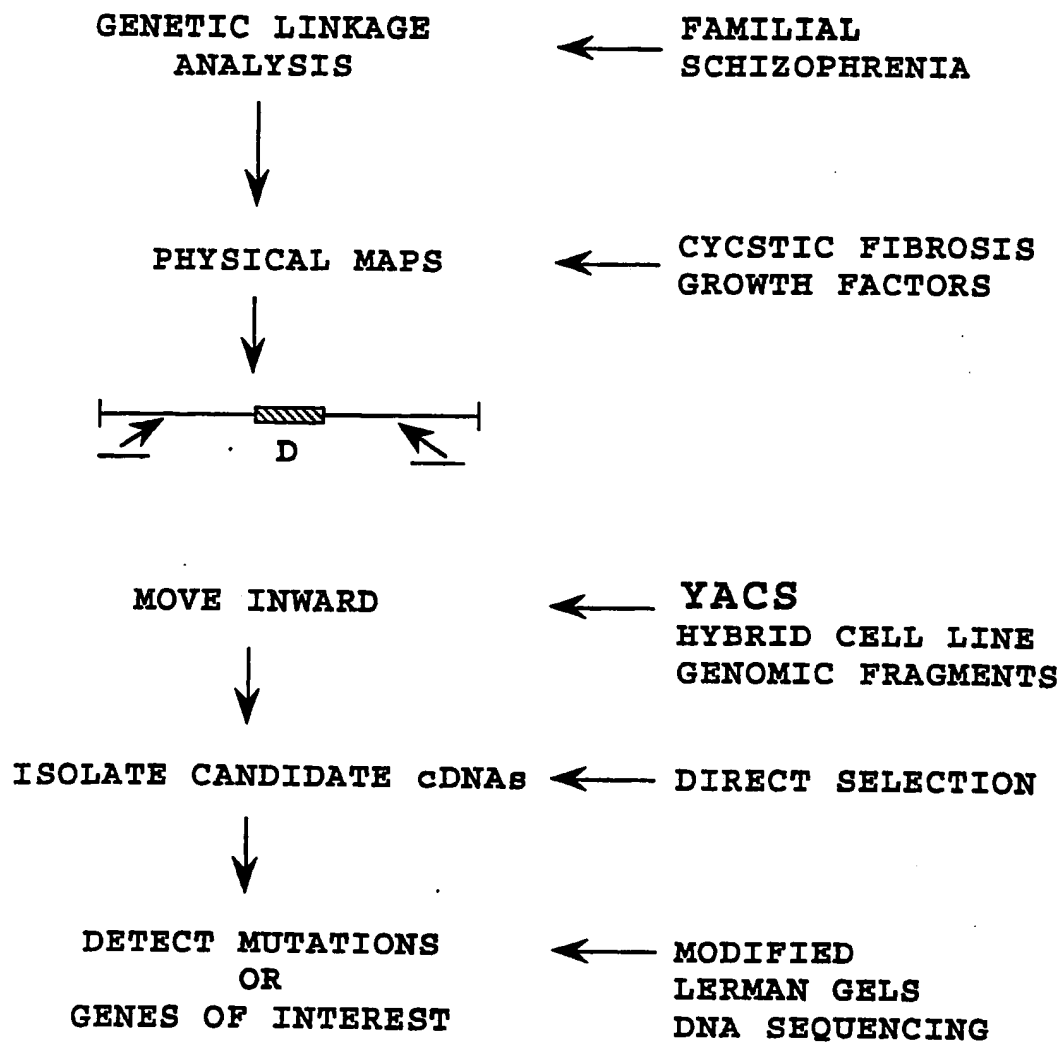 GENETIC LINKAGE
ANALYSIS
FAMILIAL
SCHIZOPHRENIA
PHYSICAL MAPS
CYCSTIC FIBROSIS
GROWTH FACTORS
D
MOVE INWARD
YACS
HYBRID CELL LINE
GENOMIC FRAGMENTS
ISOLATE CANDIDATE cDNAs
DIRECT SELECTION
DETECT MUTATIONS
OR
GENES OF INTEREST
MODIFIED
LERMAN GELS
DNA SEQUENCING